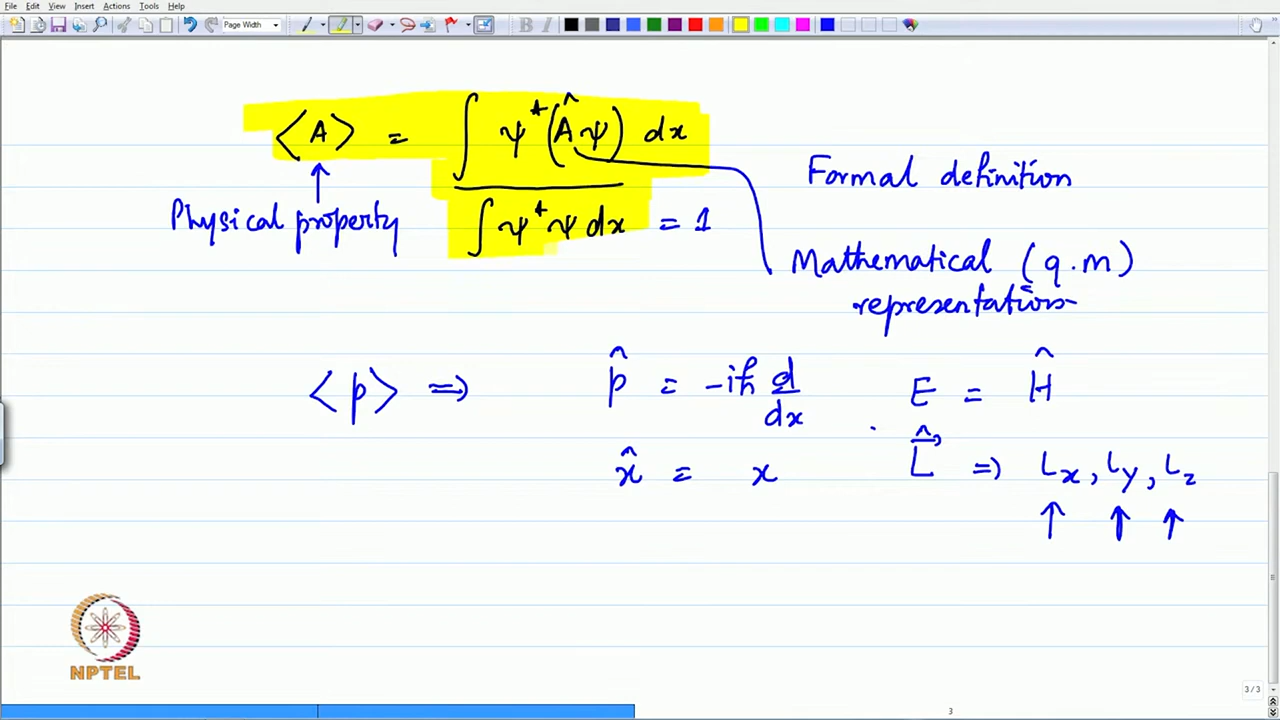 File Edit View Insert Actions Tools Help
Page Width
B I
⟨A⟩ = ∫ ψ* (Âψ) dx
Formal definition
Physical property
∫ ψ* ψ dx = 1
Mathematical (q.m)
representation
⟨p⟩ ⇒ p̂ = -iħ d/dx E = Ĥ
x̂ = x L̂ ⇒ Lx, Ly, Lz
NPTEL
3/3
3